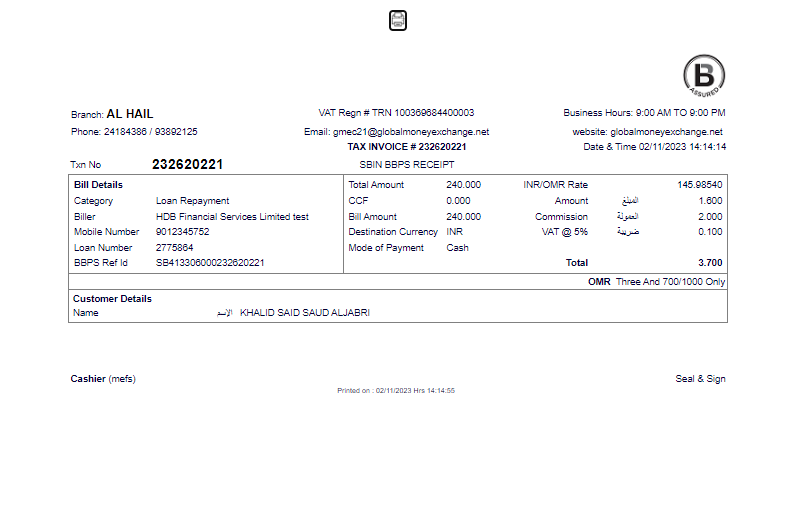 B
ASSURED
Branch: AL HAIL VAT Regn # TRN 100369684400003 Business Hours: 9:00 AM TO 9:00 PM
Phone: 24184386 / 93892125 Email: gmec21@globalmoneyexchange.net website: globalmoneyexchange.net
TAX INVOICE # 232620221 Date & Time 02/11/2023 14:14:14
Txn No 232620221 SBIN BBPS RECEIPT
Bill Details Total Amount 240.000 INR/OMR Rate 145.98540
Category Loan Repayment CCF 0.000 Amount المبلغ 1.600
Biller HDB Financial Services Limited test Bill Amount 240.000 Commission العمولة 2.000
Mobile Number 9012345752 Destination Currency INR VAT @ 5% ضريبة 0.100
Loan Number 2775864 Mode of Payment Cash
BBPS Ref Id SB413306000232620221 Total 3.700
OMR Three And 700/1000 Only
Customer Details
Name الإسم KHALID SAID SAUD ALJABRI
Cashier (mefs) Seal & Sign
Printed on : 02/11/2023 Hrs 14:14:55